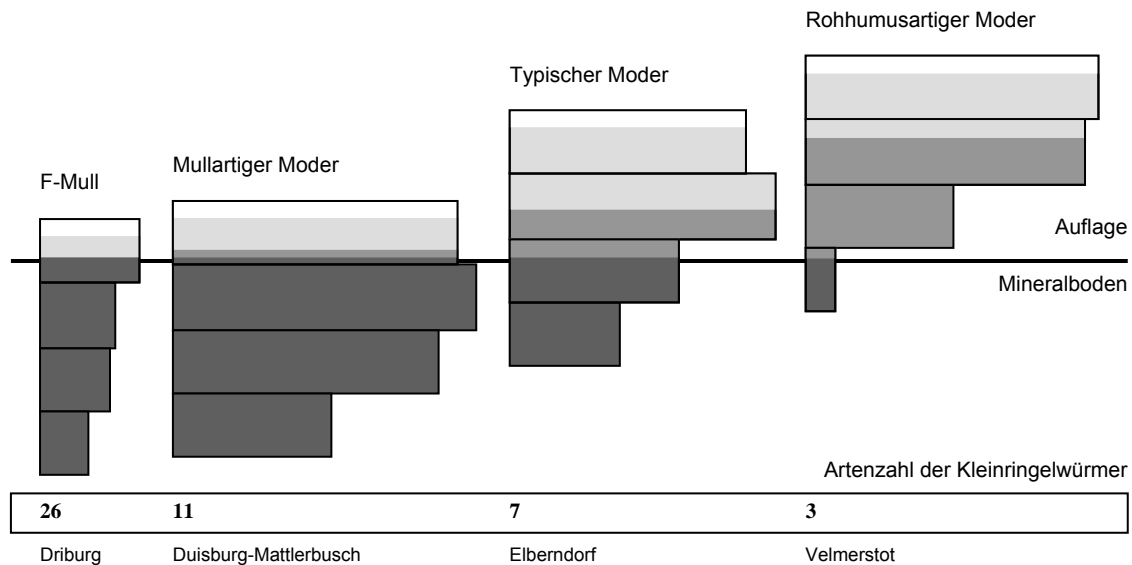 Rohhumusartiger Moder
Typischer Moder
Mullartiger Moder
F-Mull
Auflage
Mineralboden
Artenzahl der Kleinringelwürmer
26 11 7 3
Driburg Duisburg-Mattlerbusch Elberndorf Velmerstot